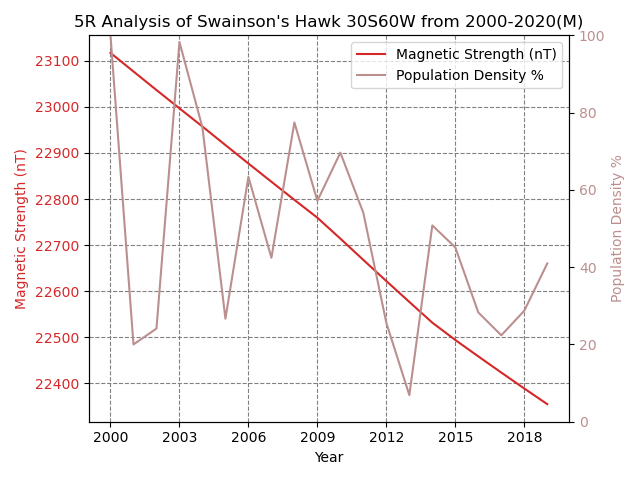 5R Analysis of Swainson's Hawk 30S60W from 2000-2020(M)
Magnetic Strength (nT)
Population Density %
23100
23000
22900
22800
22700
22600
22500
22400
Magnetic Strength (nT)
100
80
60
40
20
0
Population Density %
2000 2003 2006 2009 2012 2015 2018
Year